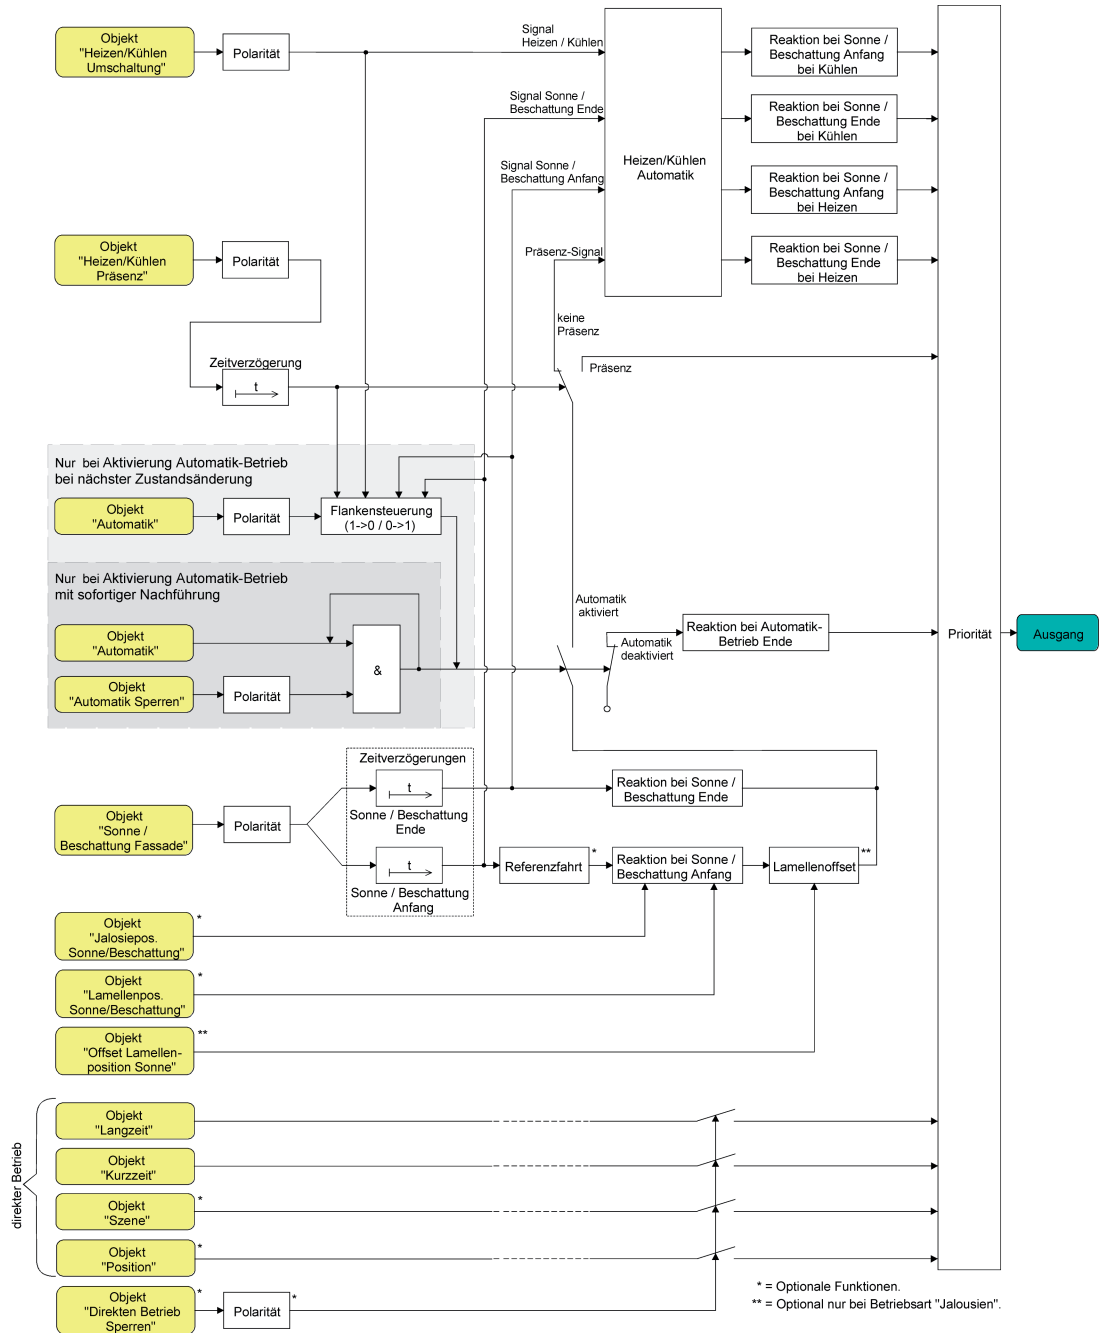 Objekt
"Heizen/Kühlen
Umschaltung"
Polarität
Signal
Heizen / Kühlen
Reaktion bei Sonne /
Beschattung Anfang
bei Kühlen
Signal Sonne /
Beschattung Ende
Reaktion bei Sonne /
Beschattung Ende
bei Kühlen
Heizen/Kühlen
Automatik
Signal Sonne /
Beschattung Anfang
Reaktion bei Sonne /
Beschattung Anfang
bei Heizen
Objekt
"Heizen/Kühlen
Präsenz"
Polarität
Präsenz-Signal
Reaktion bei Sonne /
Beschattung Ende
bei Heizen
keine
Präsenz
Präsenz
Zeitverzögerung
t
Nur bei Aktivierung Automatik-Betrieb
bei nächster Zustandsänderung
Objekt
"Automatik"
Polarität
Flankensteuerung
(1->0 / 0->1)
Nur bei Aktivierung Automatik-Betrieb
mit sofortiger Nachführung
Objekt
"Automatik"
Objekt
"Automatik Sperren"
Polarität
&
Automatik
aktiviert
Automatik
deaktiviert
Reaktion bei Automatik-
Betrieb Ende
Priorität
Ausgang
Zeitverzögerungen
t
Sonne / Beschattung
Ende
Reaktion bei Sonne /
Beschattung Ende
Objekt
"Sonne /
Beschattung Fassade"
Polarität
t
Sonne / Beschattung
Anfang
Referenzfahrt
*
Reaktion bei Sonne /
Beschattung Anfang
Lamellenoffset
**
Objekt
"Jalosiepos.
Sonne/Beschattung"
*
Objekt
"Lamellenpos.
Sonne/Beschattung"
*
Objekt
"Offset Lamellen-
position Sonne"
**
direkter Betrieb
Objekt
"Langzeit"
Objekt
"Kurzzeit"
Objekt
"Szene"
*
Objekt
"Position"
*
Objekt
"Direkten Betrieb
Sperren"
*
Polarität
*
* = Optionale Funktionen.
** = Optional nur bei Betriebsart "Jalousien".